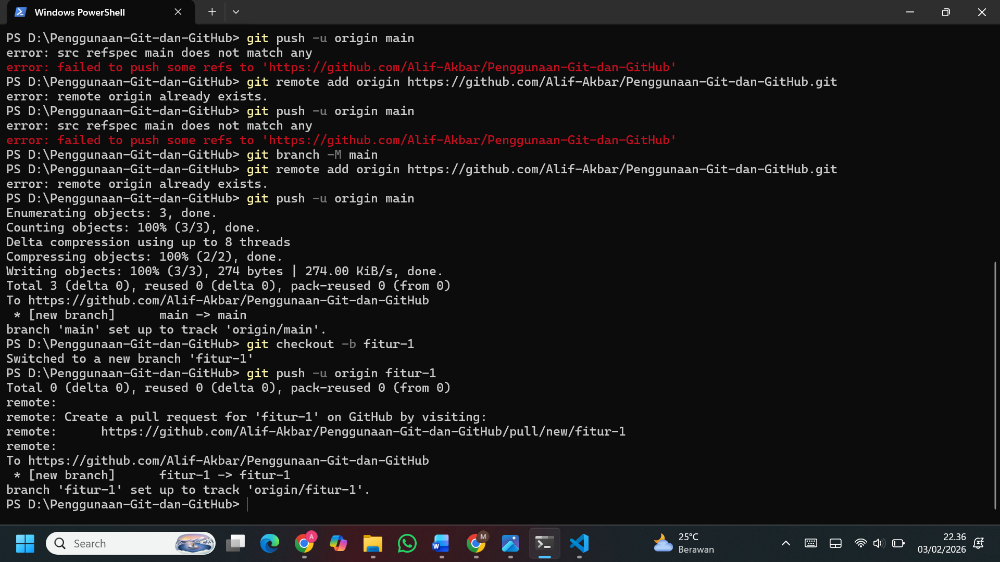 Windows PowerShell
PS D:\Penggunaan-Git-dan-GitHub> git push -u origin main
error: src refspec main does not match any
error: failed to push some refs to 'https://github.com/Alif-Akbar/Penggunaan-Git-dan-GitHub'
PS D:\Penggunaan-Git-dan-GitHub> git remote add origin https://github.com/Alif-Akbar/Penggunaan-Git-dan-GitHub.git
error: remote origin already exists.
PS D:\Penggunaan-Git-dan-GitHub> git push -u origin main
error: src refspec main does not match any
error: failed to push some refs to 'https://github.com/Alif-Akbar/Penggunaan-Git-dan-GitHub'
PS D:\Penggunaan-Git-dan-GitHub> git branch -M main
PS D:\Penggunaan-Git-dan-GitHub> git remote add origin https://github.com/Alif-Akbar/Penggunaan-Git-dan-GitHub.git
error: remote origin already exists.
PS D:\Penggunaan-Git-dan-GitHub> git push -u origin main
Enumerating objects: 3, done.
Counting objects: 100% (3/3), done.
Delta compression using up to 8 threads
Compressing objects: 100% (2/2), done.
Writing objects: 100% (3/3), 274 bytes | 274.00 KiB/s, done.
Total 3 (delta 0), reused 0 (delta 0), pack-reused 0 (from 0)
To https://github.com/Alif-Akbar/Penggunaan-Git-dan-GitHub
 * [new branch]      main -> main
branch 'main' set up to track 'origin/main'.
PS D:\Penggunaan-Git-dan-GitHub> git checkout -b fitur-1
Switched to a new branch 'fitur-1'
PS D:\Penggunaan-Git-dan-GitHub> git push -u origin fitur-1
Total 0 (delta 0), reused 0 (delta 0), pack-reused 0 (from 0)
remote:
remote: Create a pull request for 'fitur-1' on GitHub by visiting:
remote:      https://github.com/Alif-Akbar/Penggunaan-Git-dan-GitHub/pull/new/fitur-1
remote:
To https://github.com/Alif-Akbar/Penggunaan-Git-dan-GitHub
 * [new branch]      fitur-1 -> fitur-1
branch 'fitur-1' set up to track 'origin/fitur-1'.
PS D:\Penggunaan-Git-dan-GitHub>
Search
A
W
M
25°C
Berawan
22.36
03/02/2026